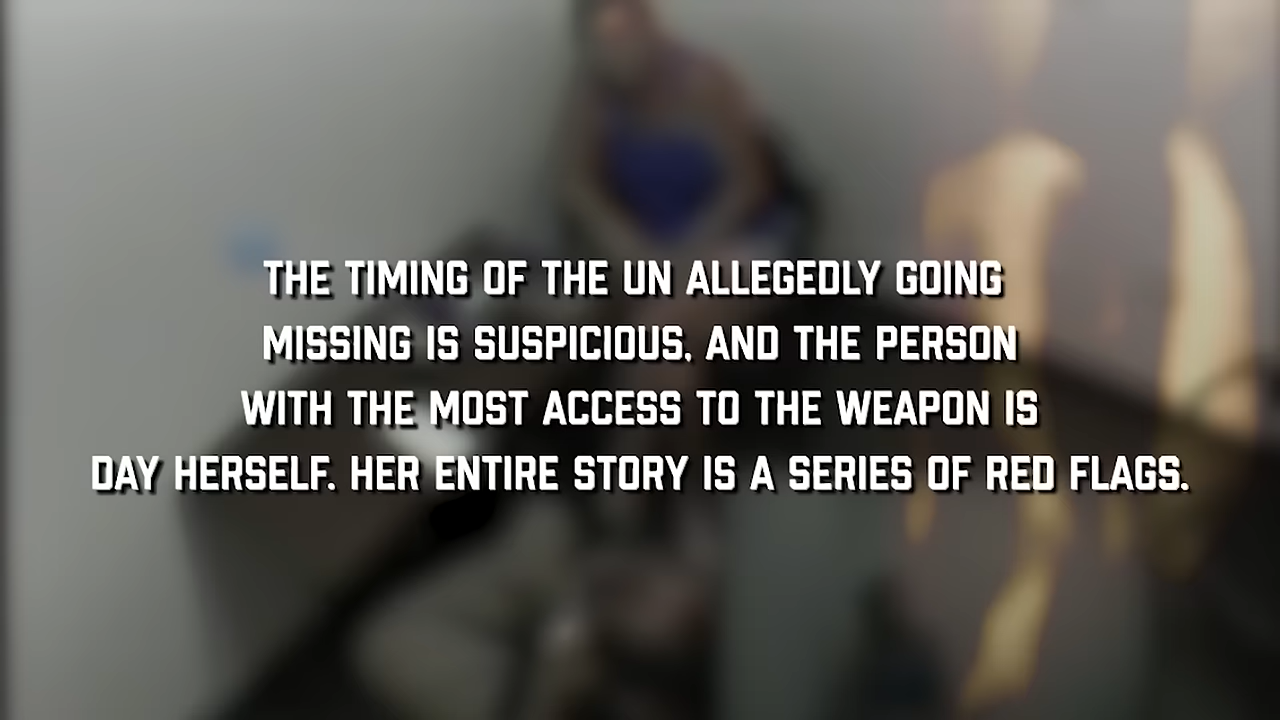 THE TIMING OF THE UN ALLEGEDLY GOING
MISSING IS SUSPICIOUS, AND THE PERSON
WITH THE MOST ACCESS TO THE WEAPON IS
DAY HERSELF. HER ENTIRE STORY IS A SERIES OF RED FLAGS.